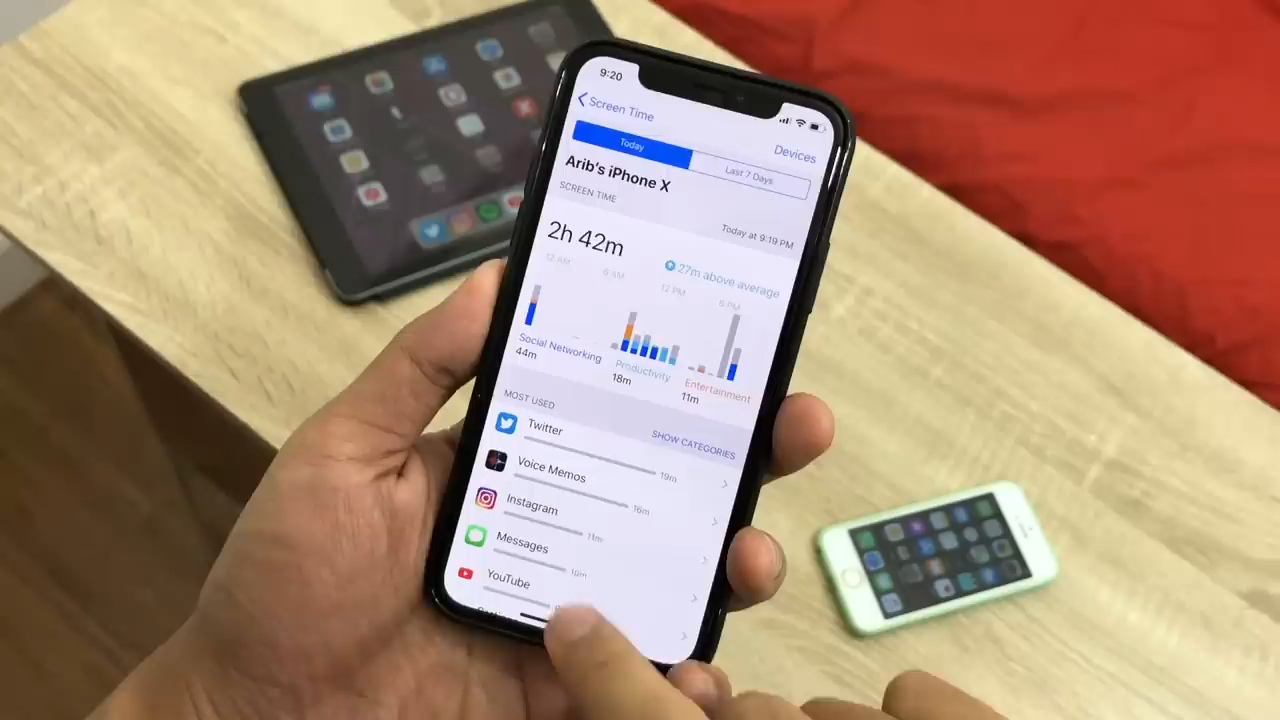 9:20
Screen Time
Devices
Today
Last 7 Days
Arib's iPhone X
SCREEN TIME
Today at 9:19 PM
2h 42m
27m above average
12 AM
6 AM
12 PM
6 PM
Social Networking
44m
Productivity
18m
Entertainment
11m
MOST USED
SHOW CATEGORIES
Twitter
19m
Voice Memos
16m
Instagram
11m
Messages
10m
YouTube